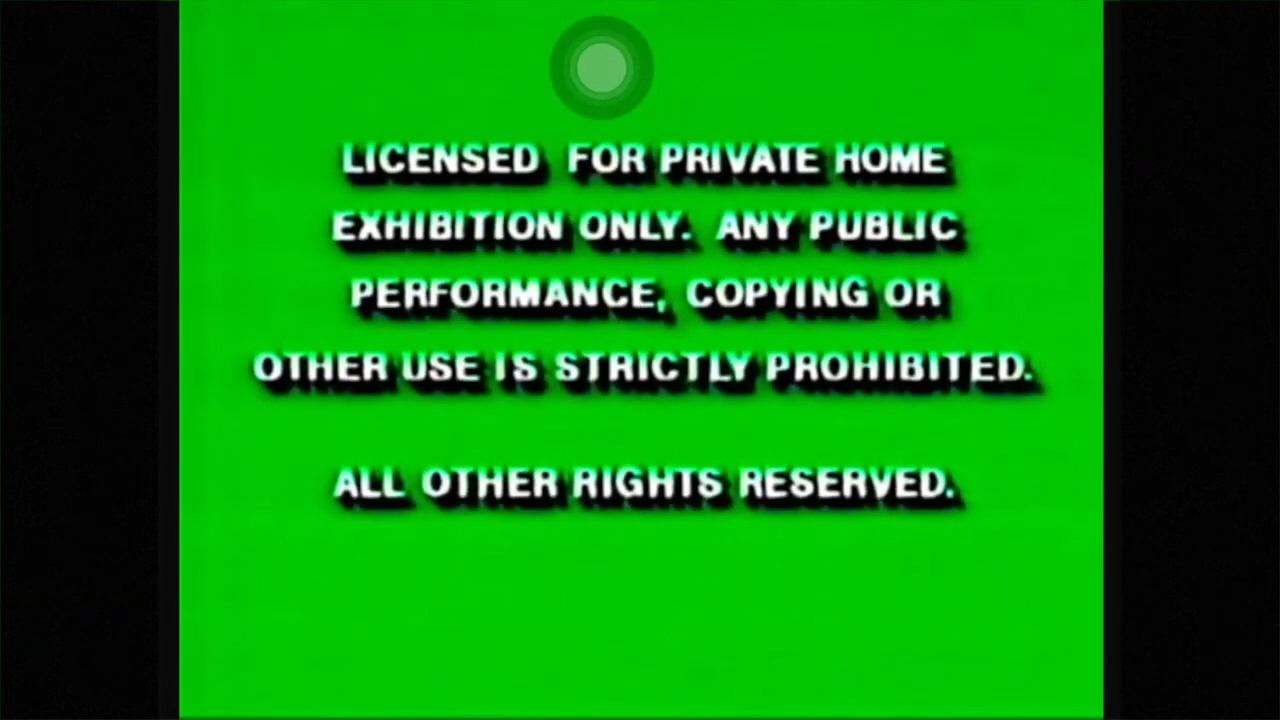 LICENSED FOR PRIVATE HOME
EXHIBITION ONLY. ANY PUBLIC
PERFORMANCE, COPYING OR
OTHER USE IS STRICTLY PROHIBITED.
ALL OTHER RIGHTS RESERVED.